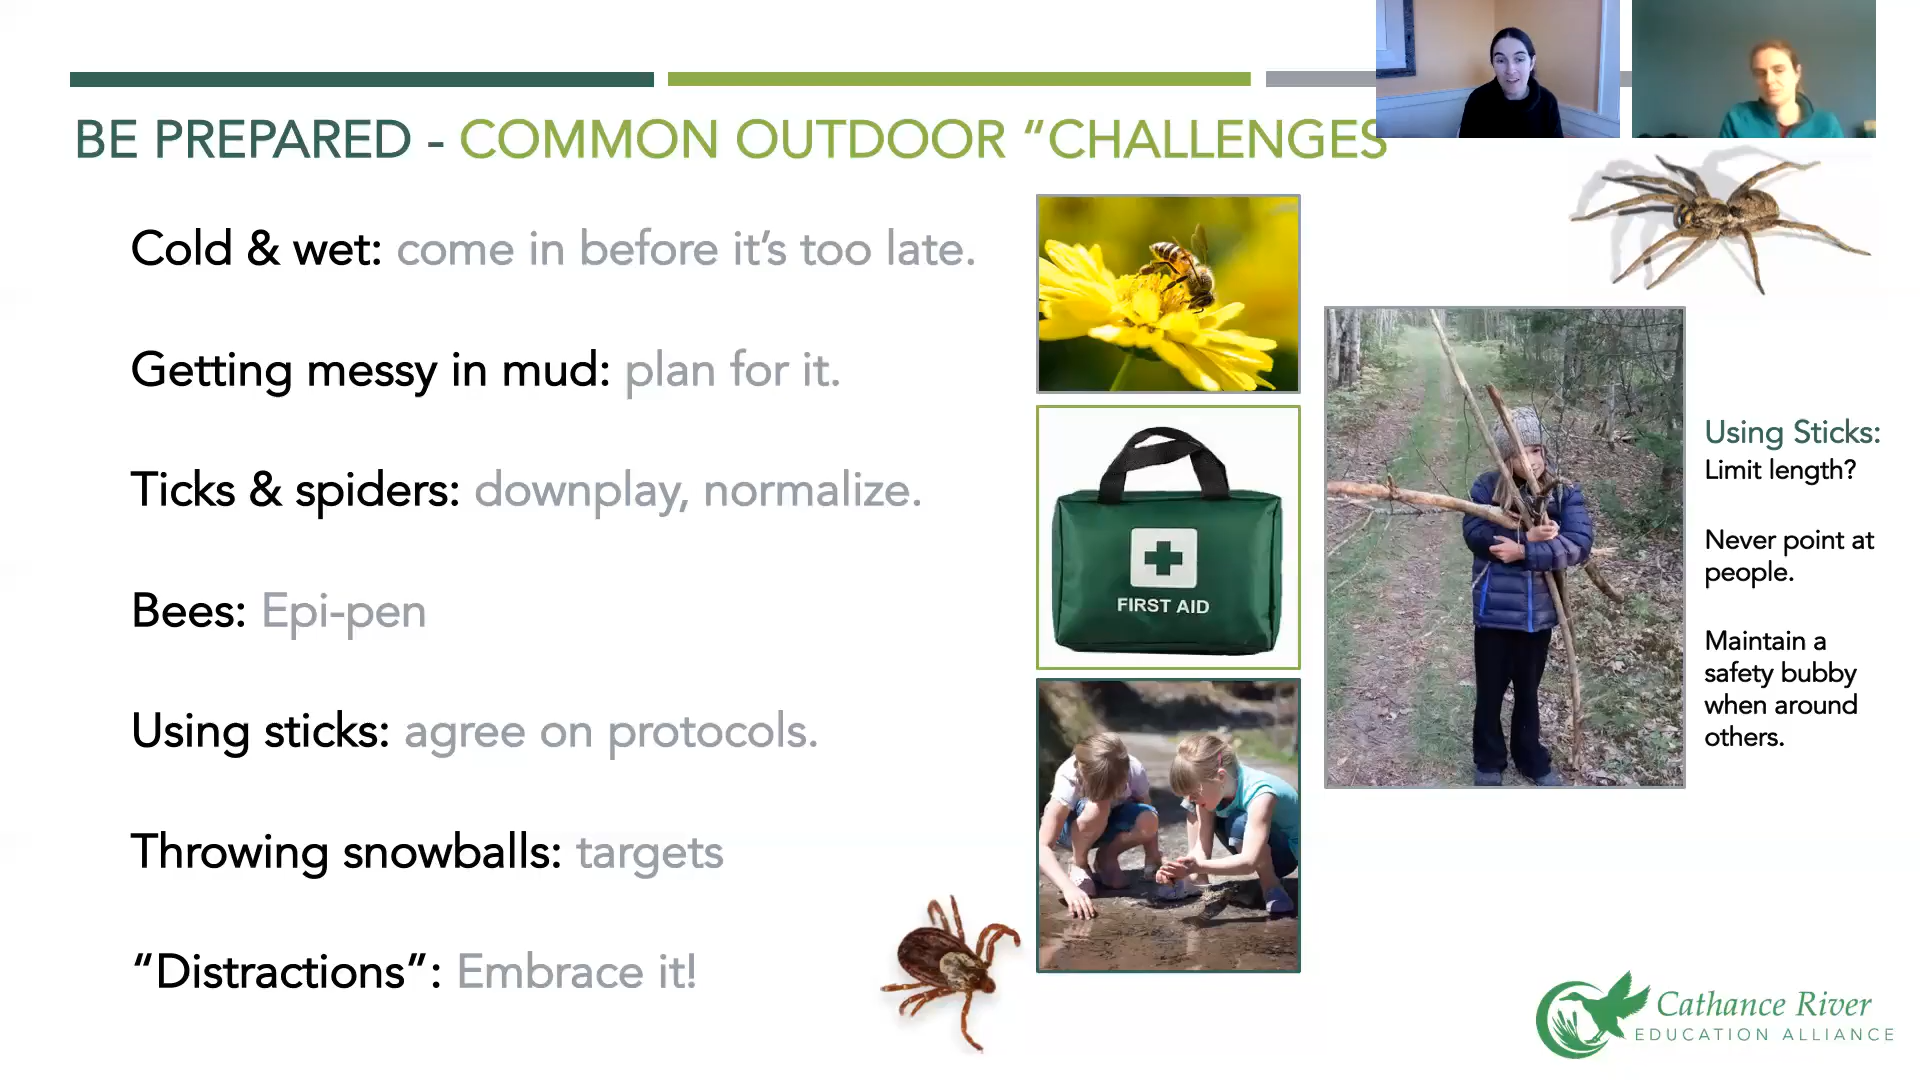 BE PREPARED - COMMON OUTDOOR “CHALLENGES
Cold & wet: come in before it’s too late.
Getting messy in mud: plan for it.
Ticks & spiders: downplay, normalize.
Bees: Epi-pen
Using sticks: agree on protocols.
Throwing snowballs: targets
“Distractions”: Embrace it!
FIRST AID
Using Sticks:
Limit length?
Never point at
people.
Maintain a
safety bubby
when around
others.
Cathance River
EDUCATION ALLIANCE